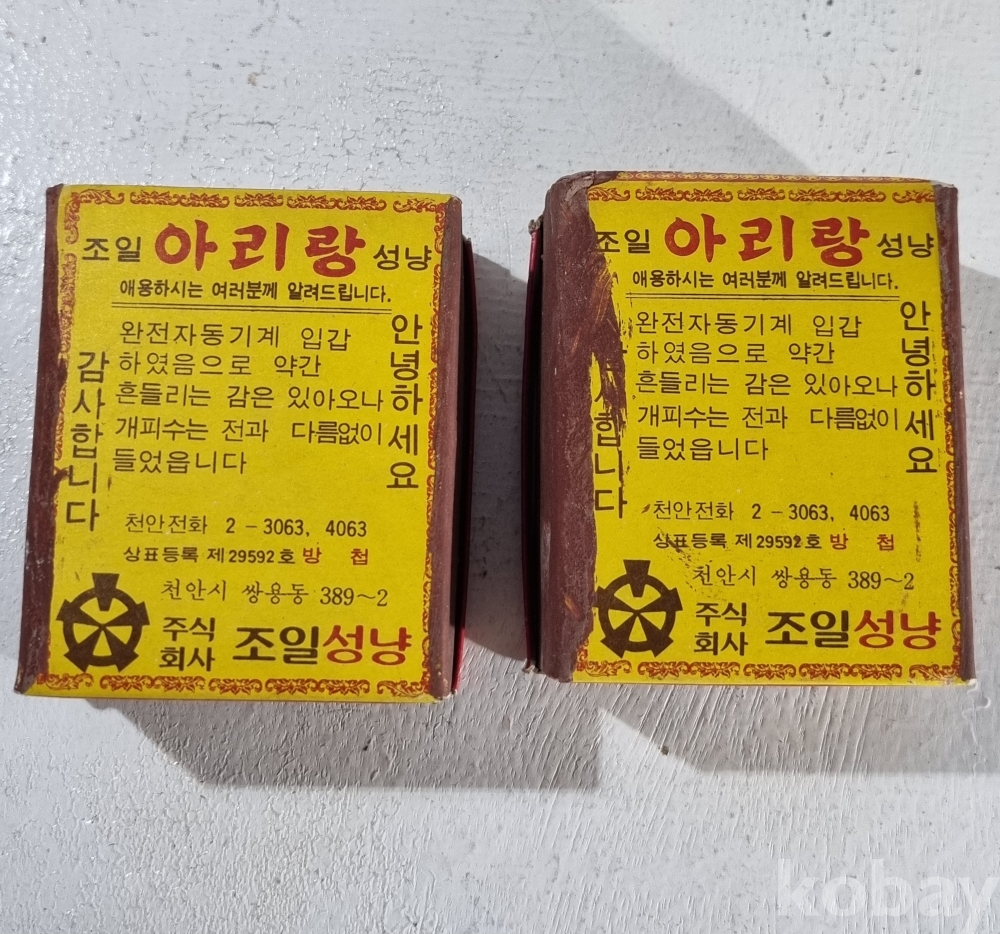 조일 아리랑 성냥
애용하시는 여러분께 알려드립니다.
안녕하세요
완전자동기계 입갑
하였음으로 약간
흔들리는 감은 있아오나
개피수는 전과 다름없이
들었읍니다
감사합니다
천안전화 2-3063, 4063
상표등록 제29592호 방 첩
천안시 쌍용동 389~2
주식
회사 조일성냥
조일 아리랑 성냥
애용하시는 여러분께 알려드립니다.
안녕하세요
완전자동기계 입갑
하였음으로 약간
흔들리는 감은 있아오나
개피수는 전과 다름없이
들었읍니다
합니다
천안전화 2-3063, 4063
상표등록 제29592호 방 첩
천안시 쌍용동 389~2
주식
회사 조일성냥
kobay